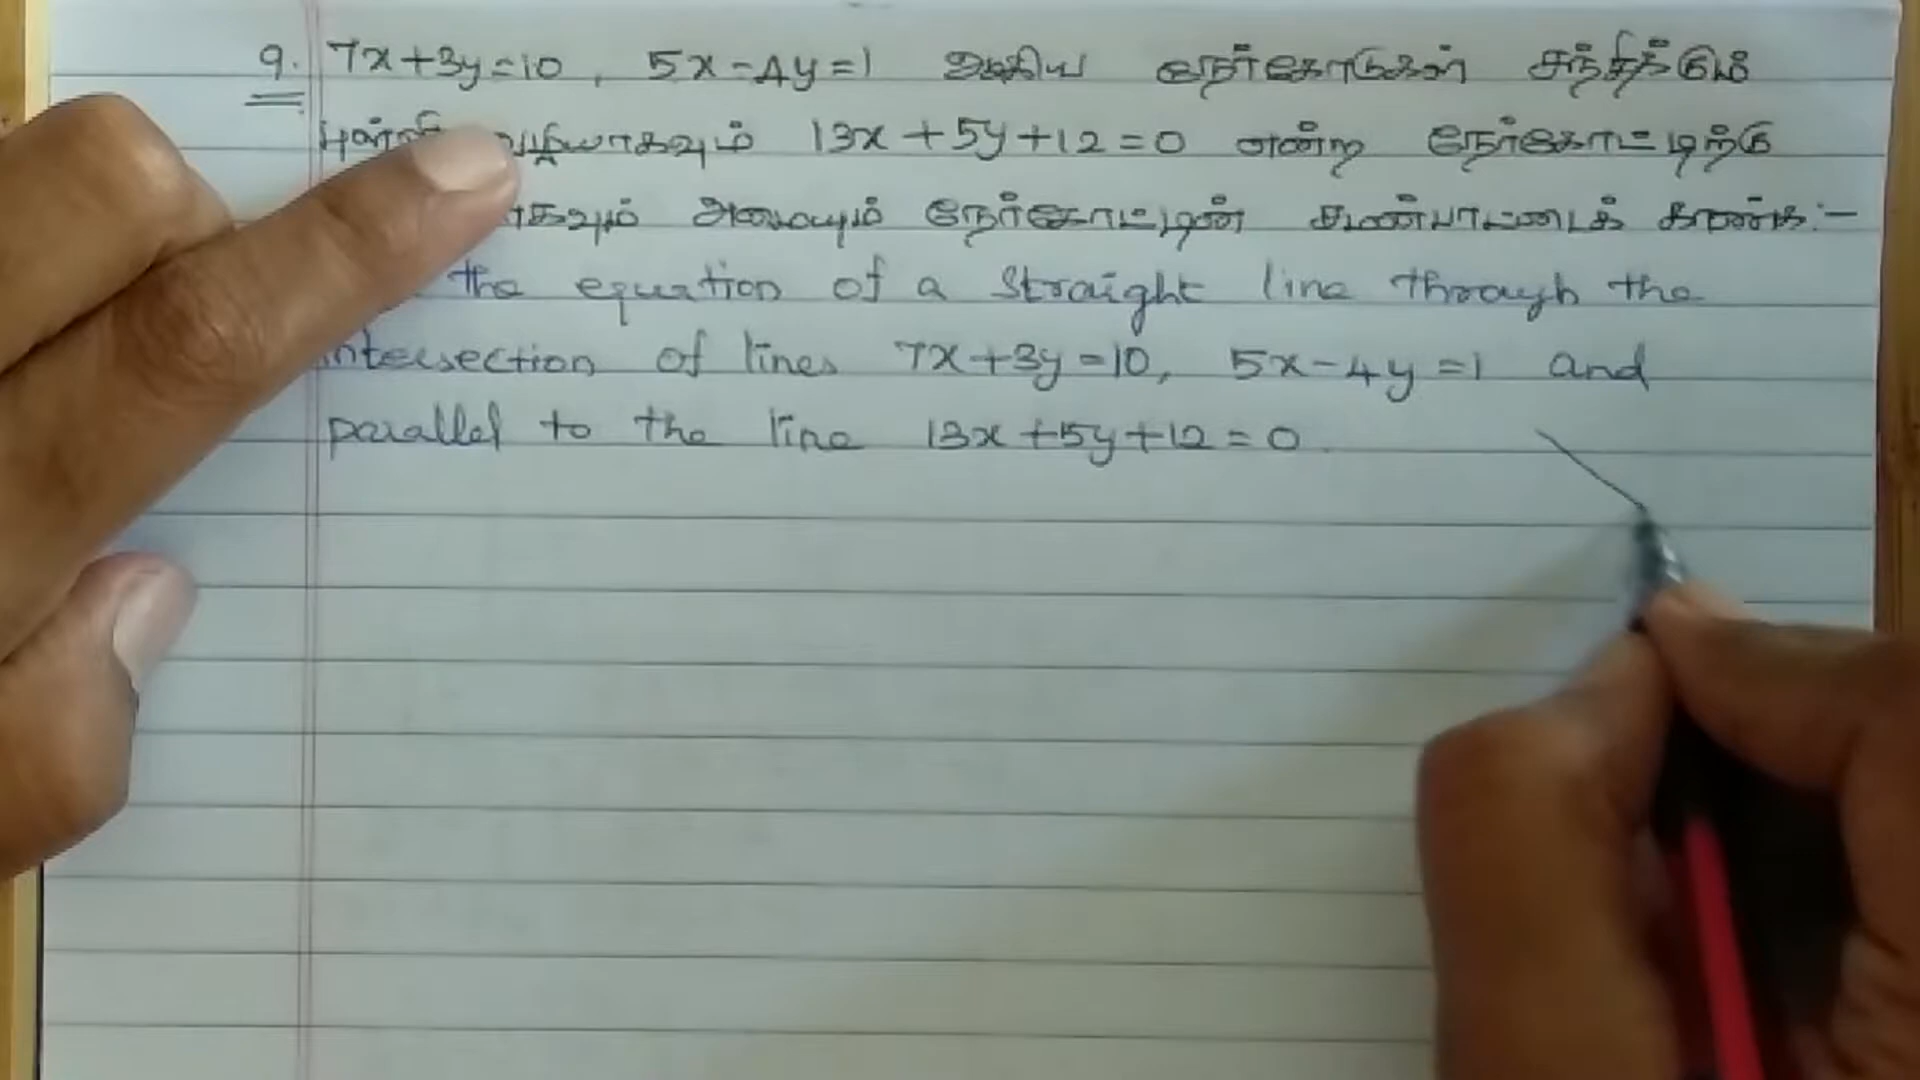 9. 7x+3y=10, 5x-4y=1 ஆகிய நேர்கோடுகள் சந்திக்கும்
வழியாகவும் 13x+5y+12=0 என்ற நேர்கோட்டிற்கு
அமையும் நேர்கோட்டின் சமன்பாட்டைக் காண்க:-
the equation of a straight line through the
intersection of lines 7x+3y=10, 5x-4y=1 and
parallel to the line 13x+5y+12=0.